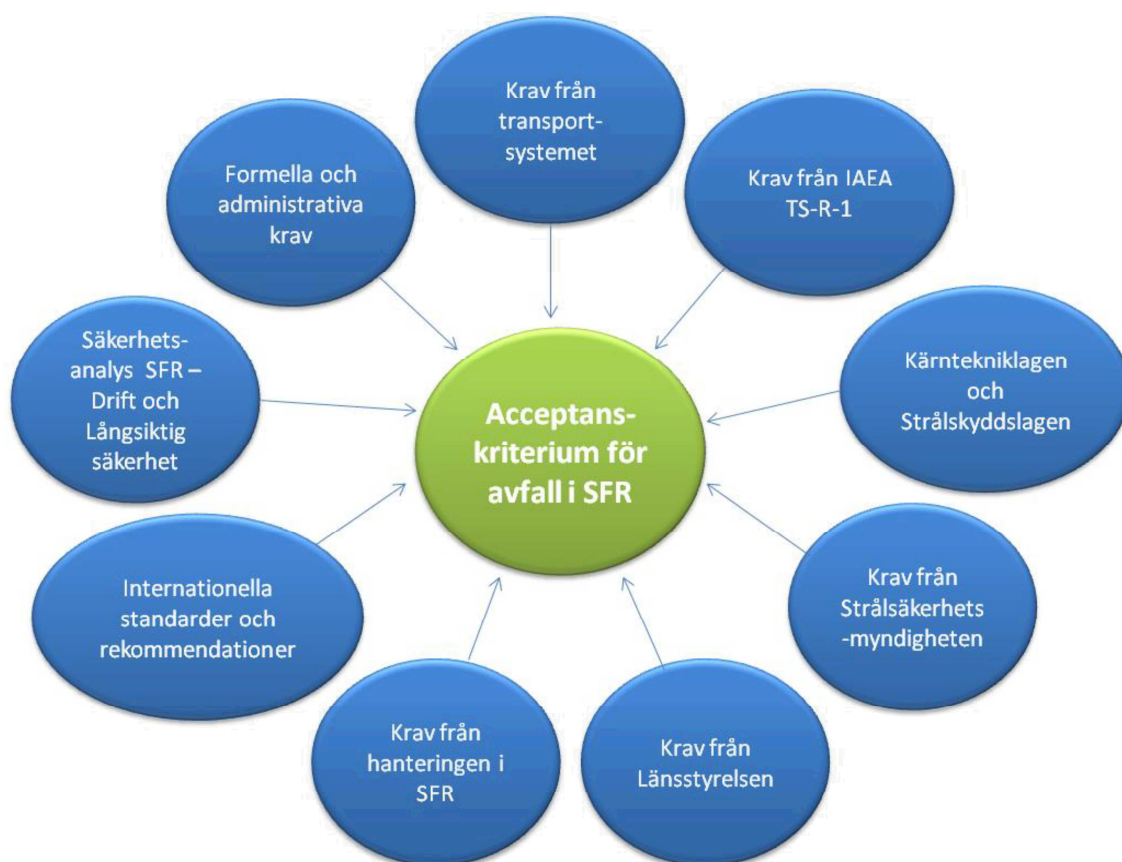 Krav från
transport-
systemet
Krav från IAEA
TS-R-1
Kärntekniklagen
och
Strålskyddslagen
Krav från
Strålsäkerhets
-myndigheten
Krav från
Länsstyrelsen
Krav från
hanteringen i
SFR
Internationella
standarder och
rekommendationer
Säkerhets-
analys SFR –
Drift och
Långsiktig
säkerhet
Formella och
administrativa
krav
Acceptans-
kriterium för
avfall i SFR